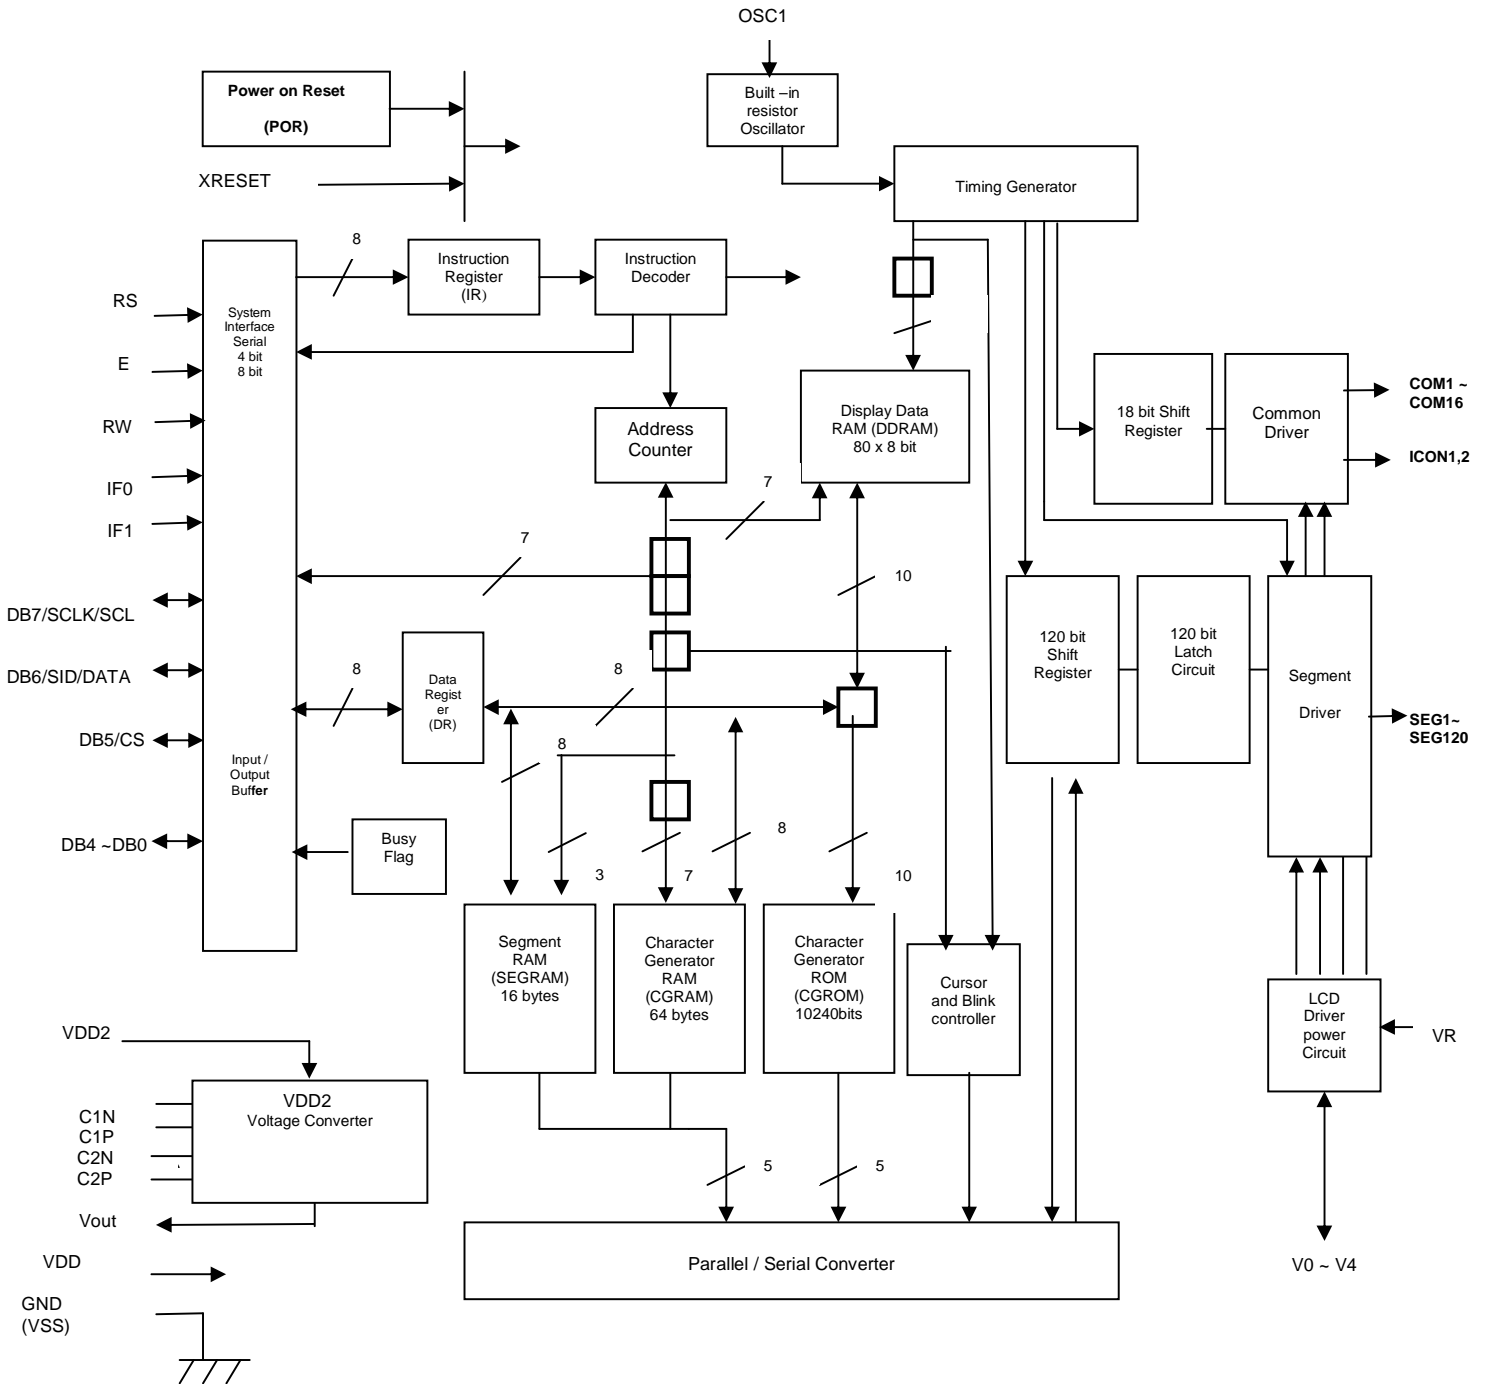 OSC1
Power on Reset
(POR)
Built –in
resistor
Oscillator
XRESET
Timing Generator
8
Instruction
Register
(IR)
Instruction
Decoder
RS
E
RW
IF0
IF1
DB7/SCLK/SCL
DB6/SID/DATA
DB5/CS
DB4 ~DB0
System
Interface
Serial
4 bit
8 bit
Input /
Output
Buffer
Address
Counter
Display Data
RAM (DDRAM)
80 x 8 bit
18 bit Shift
Register
Common
Driver
COM1 ~
COM16
ICON1,2
7
7
10
120 bit
Shift
Register
120 bit
Latch
Circuit
Segment
Driver
SEG1~
SEG120
8
Data
Regist
er
(DR)
8
8
Busy
Flag
8
3
7
10
Segment
RAM
(SEGRAM)
16 bytes
Character
Generator
RAM
(CGRAM)
64 bytes
Character
Generator
ROM
(CGROM)
10240bits
Cursor
and Blink
controller
LCD
Driver
power
Circuit
VR
VDD2
VDD2
Voltage Converter
C1N
C1P
C2N
C2P
Vout
5
5
VDD
Parallel / Serial Converter
V0 ~ V4
GND
(VSS)